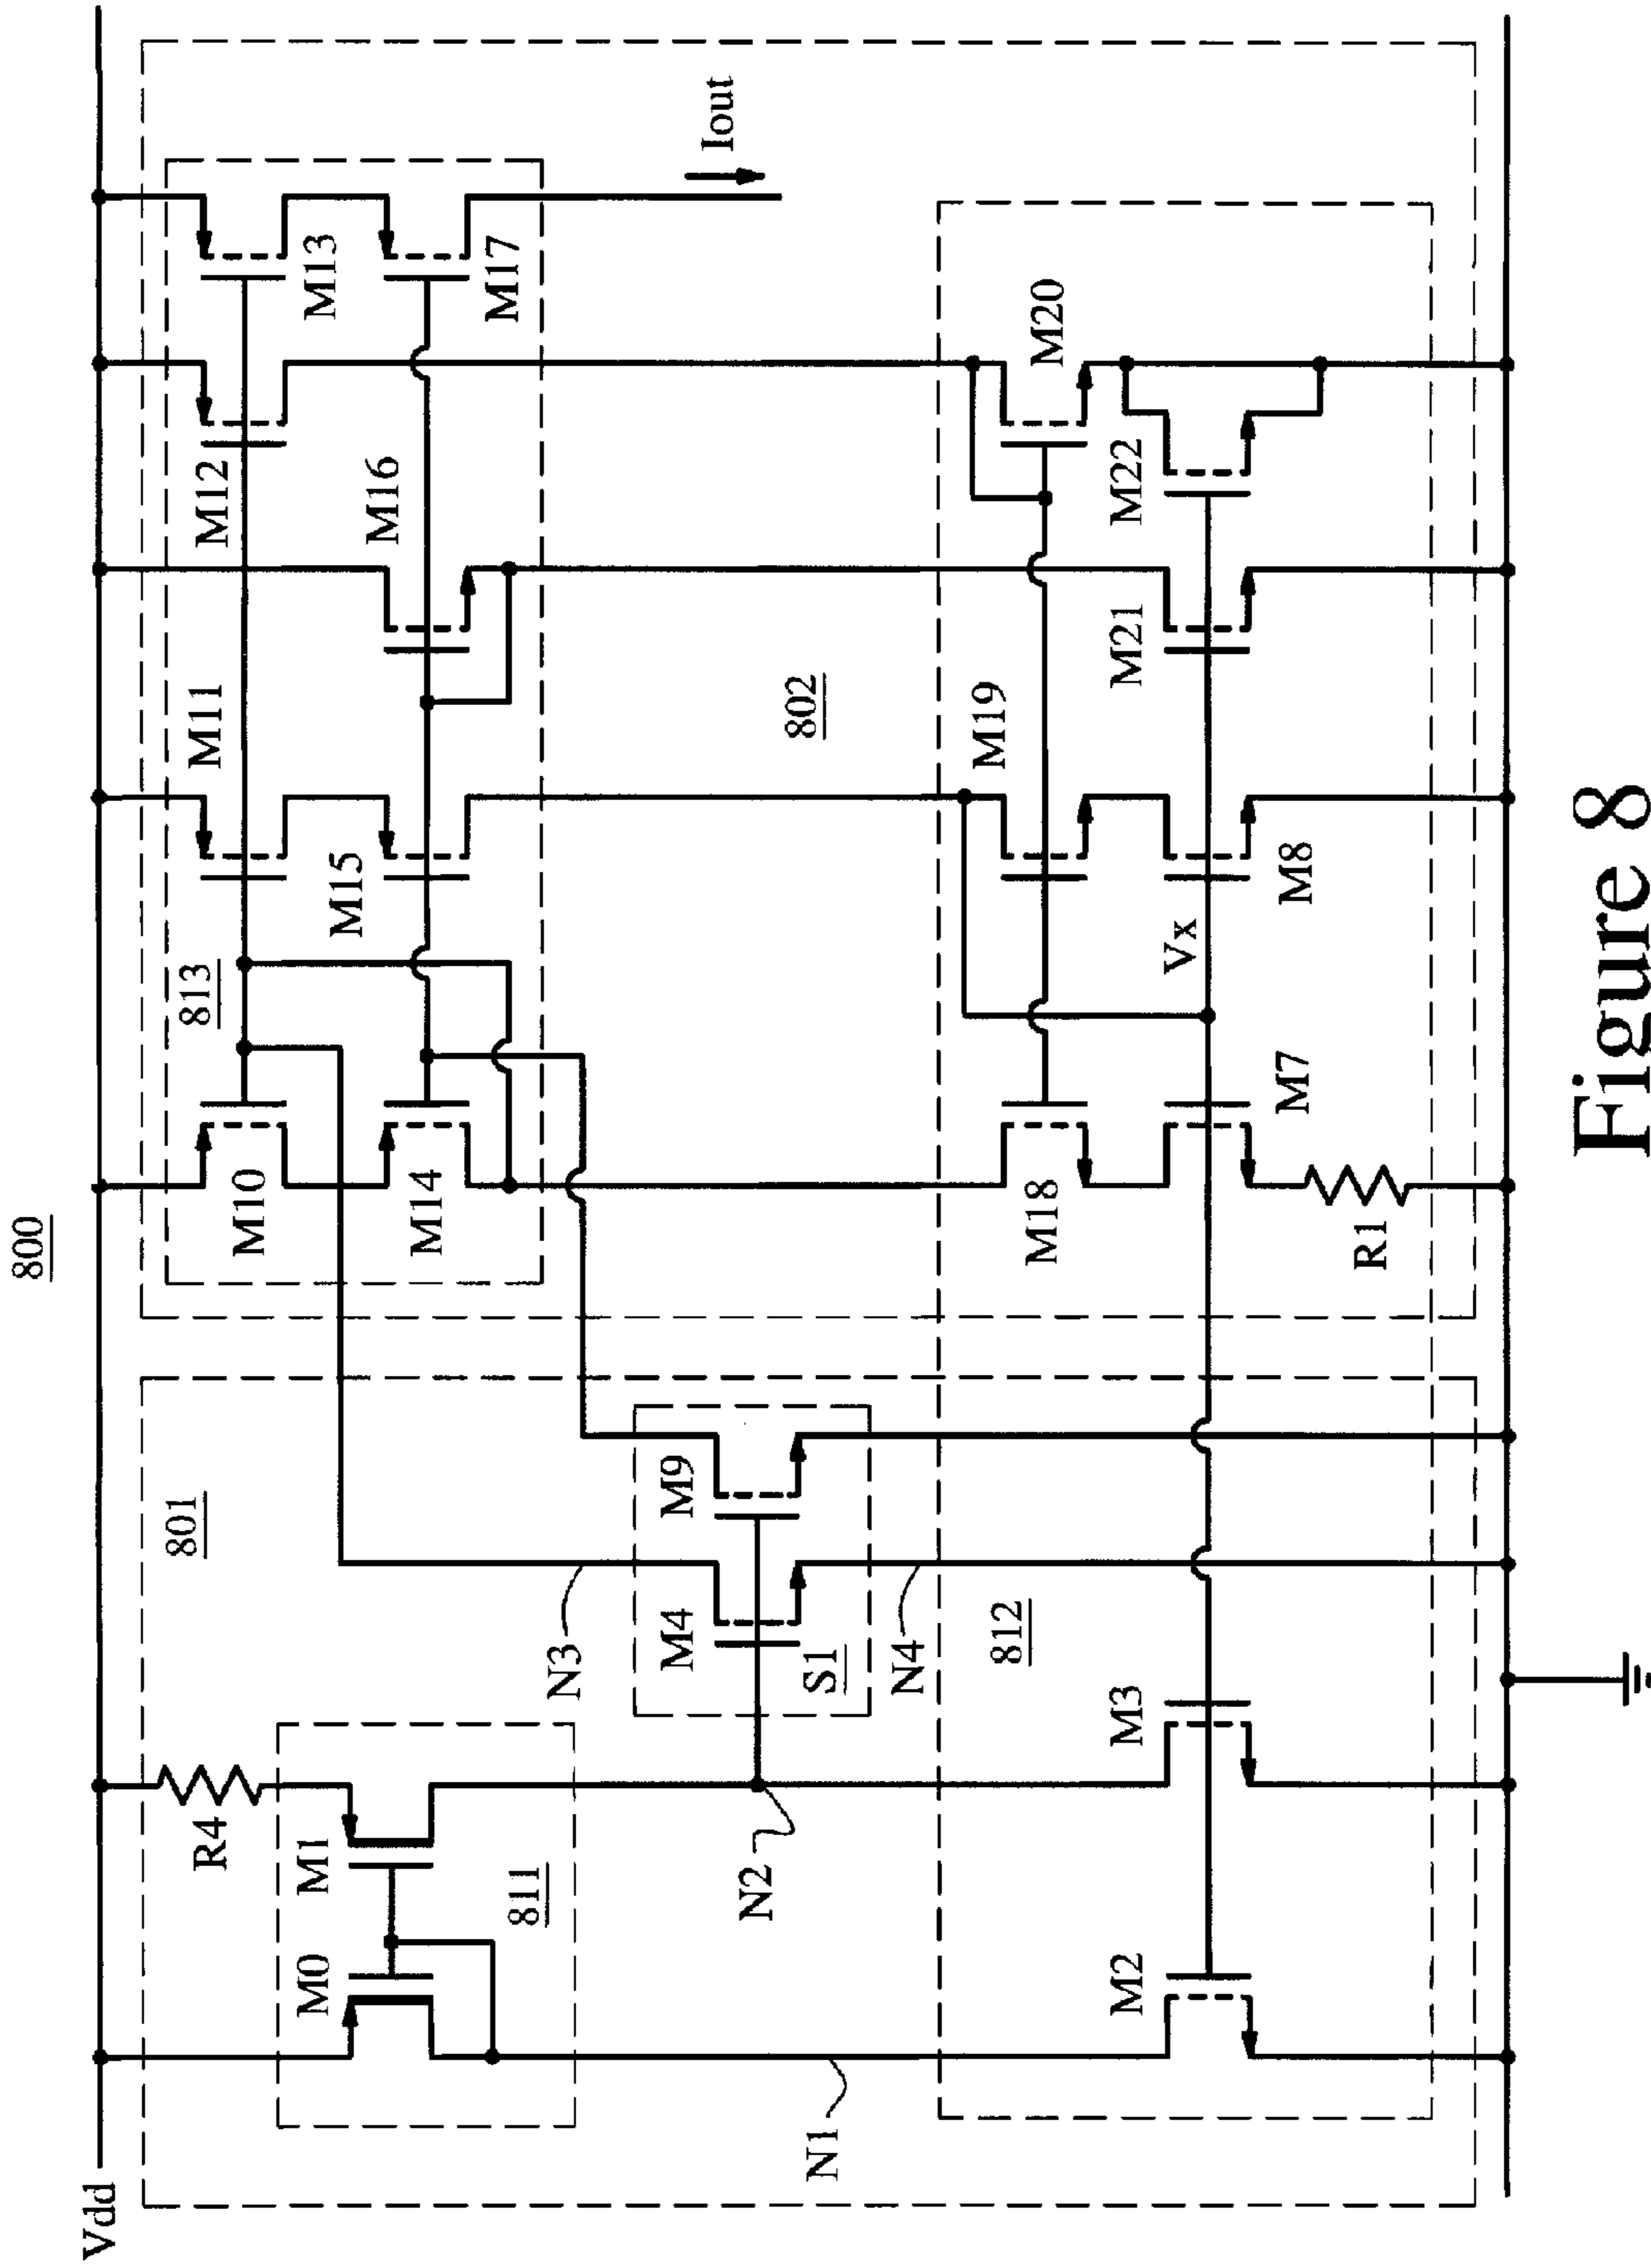 800
Vdd
801
R4
M0
M1
811
N1
N2
N3
M4
M9
S1
N4
812
M2
M3
813
M10
M11
M12
M13
M14
M15
M16
M17
Iout
802
M18
M19
M20
M7
Vx
M8
M21
M22
R1
Figure 8